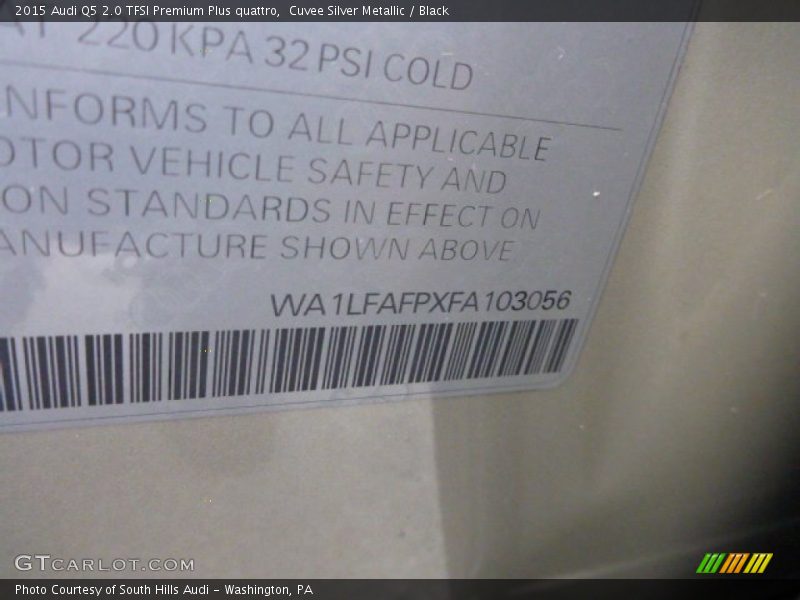 2015 Audi Q5 2.0 TFSI Premium Plus quattro,  Cuvee Silver Metallic / Black
220 KPA 32 PSI COLD
NFORMS TO ALL APPLICABLE
OTOR VEHICLE SAFETY AND
ON STANDARDS IN EFFECT ON
ANUFACTURE SHOWN ABOVE
WA1LFAFPXFA103056
GTCARLOT.COM
Photo Courtesy of South Hills Audi - Washington, PA